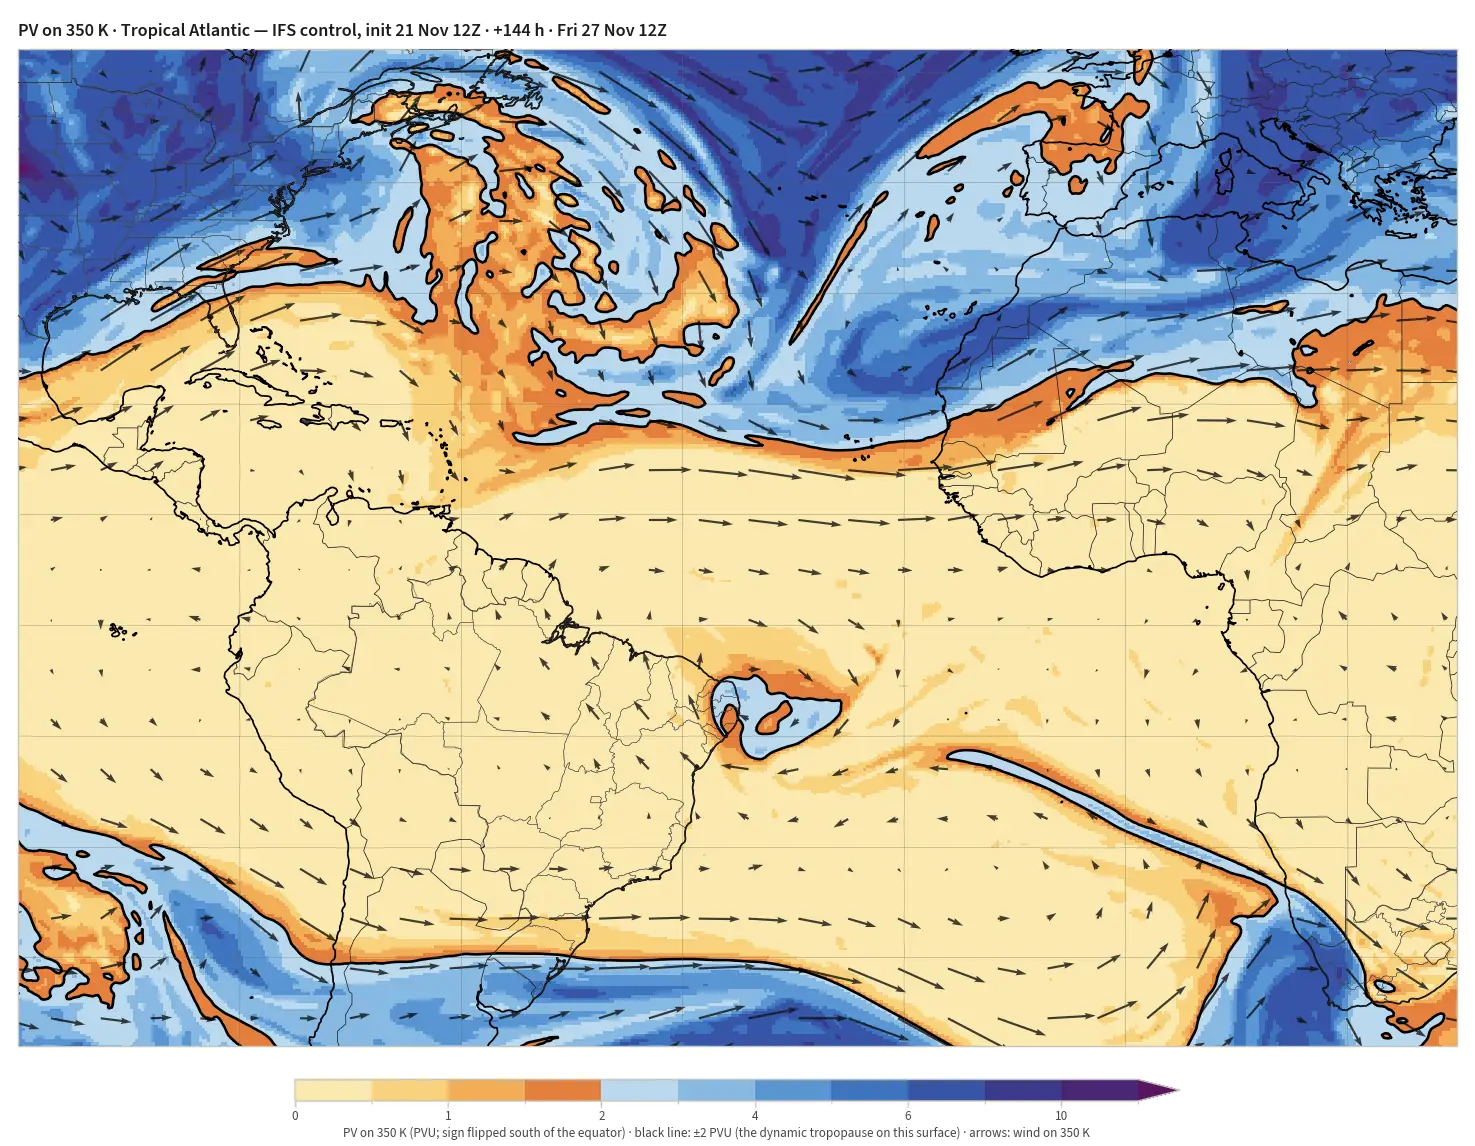 PV on 350 K · Tropical Atlantic — IFS control, init 21 Nov 12Z · +144 h · Fri 27 Nov 12Z
0 1 2 4 6 10
PV on 350 K (PVU; sign flipped south of the equator) · black line: ±2 PVU (the dynamic tropopause on this surface) · arrows: wind on 350 K